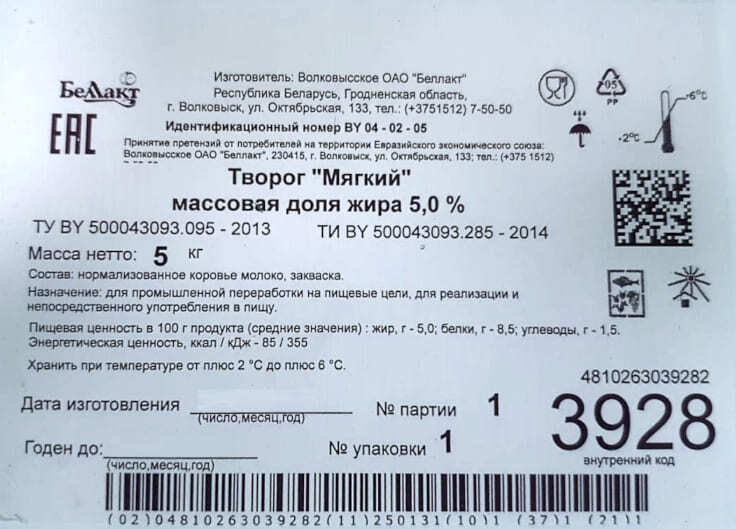 Беллакт
ЕАС
Изготовитель: Волковысское ОАО "Беллакт"
Республика Беларусь, Гродненская область,
г. Волковыск, ул. Октябрьская, 133, тел.: (+3751512) 7-50-50
Идентификационный номер BY 04 - 02 - 05
Принятие претензий от потребителей на территории Евразийского экономического союза:
Волковысское ОАО "Беллакт", 230415, г. Волковыск, ул. Октябрьская, 133; тел.: (+375 1512)
05
PP
+6°C
+2°C
Творог "Мягкий"
массовая доля жира 5,0 %
ТУ BY 500043093.095 - 2013 ТИ BY 500043093.285 - 2014
Масса нетто: 5 кг
Состав: нормализованное коровье молоко, закваска.
Назначение: для промышленной переработки на пищевые цели, для реализации и
непосредственного употребления в пищу.
Пищевая ценность в 100 г продукта (средние значения) : жир, г - 5,0; белки, г - 8,5; углеводы, г - 1,5.
Энергетическая ценность, ккал / кДж - 85 / 355
Хранить при температуре от плюс 2 °С до плюс 6 °С.
4810263039282
Дата изготовления
(число,месяц,год)
№ партии 1
3928
внутренний код
Годен до:
(число,месяц,год)
№ упаковки 1
(02)04810263039282(11)250131(10)1(37)1(21)1